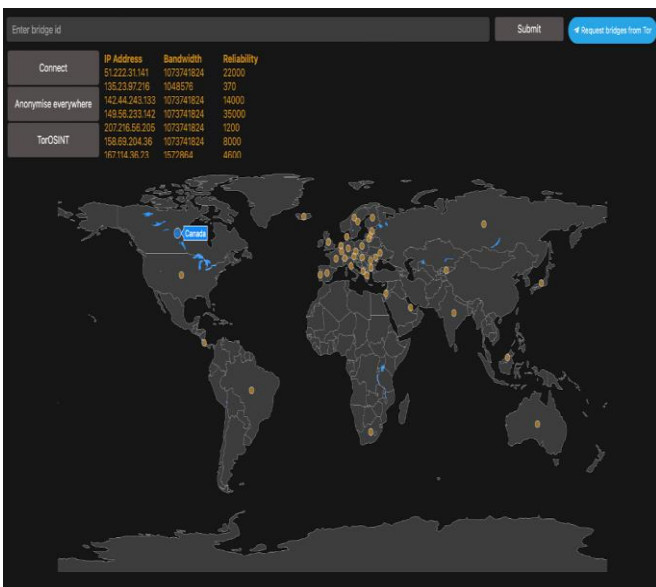 Enter bridge id
Submit
Request bridges from Tor
Connect
Anonymise everywhere
TorOSINT
IP Address Bandwidth Reliability
51.222.31.141 1073741824 22000
135.23.97.216 1048576 370
142.44.243.133 1073741824 14000
149.56.233.142 1073741824 35000
207.216.56.205 1073741824 1200
158.69.204.36 1073741824 8000
167.114.36.23 1572864 4600
Canada